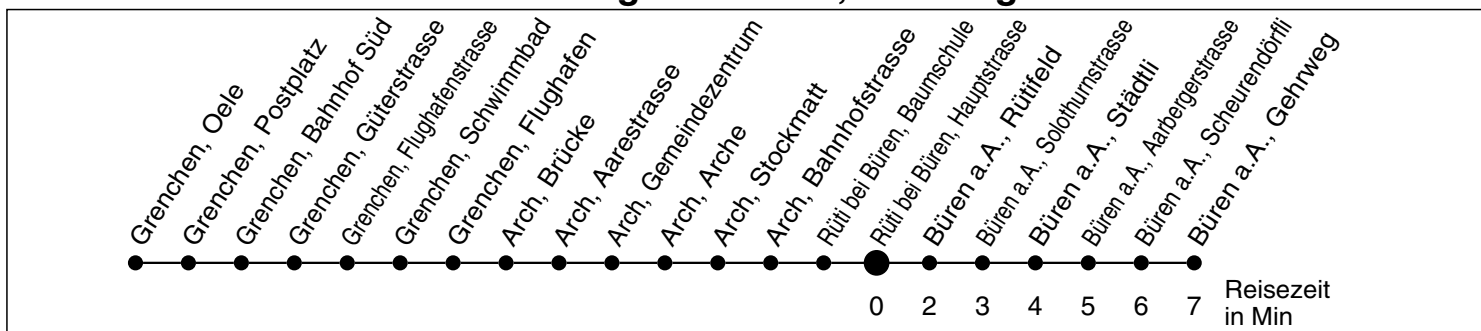 Grenchen, Oele
Grenchen, Postplatz
Grenchen, Bahnhof Süd
Grenchen, Güterstrasse
Grenchen, Flughafenstrasse
Grenchen, Schwimmbad
Grenchen, Flughafen
Arch, Brücke
Arch, Aarestrasse
Arch, Gemeindezentrum
Arch, Arche
Arch, Stockmatt
Arch, Bahnhofstrasse
Rüti bei Büren, Baumschule
Rüti bei Büren, Hauptstrasse
Büren a.A., Rütifeld
Büren a.A., Solothurnstrasse
Büren a.A., Städtli
Büren a.A., Aarbergerstrasse
Büren a.A., Scheurendörfli
Büren a.A., Gehrweg
0 2 3 4 5 6 7 Reisezeit
in Min